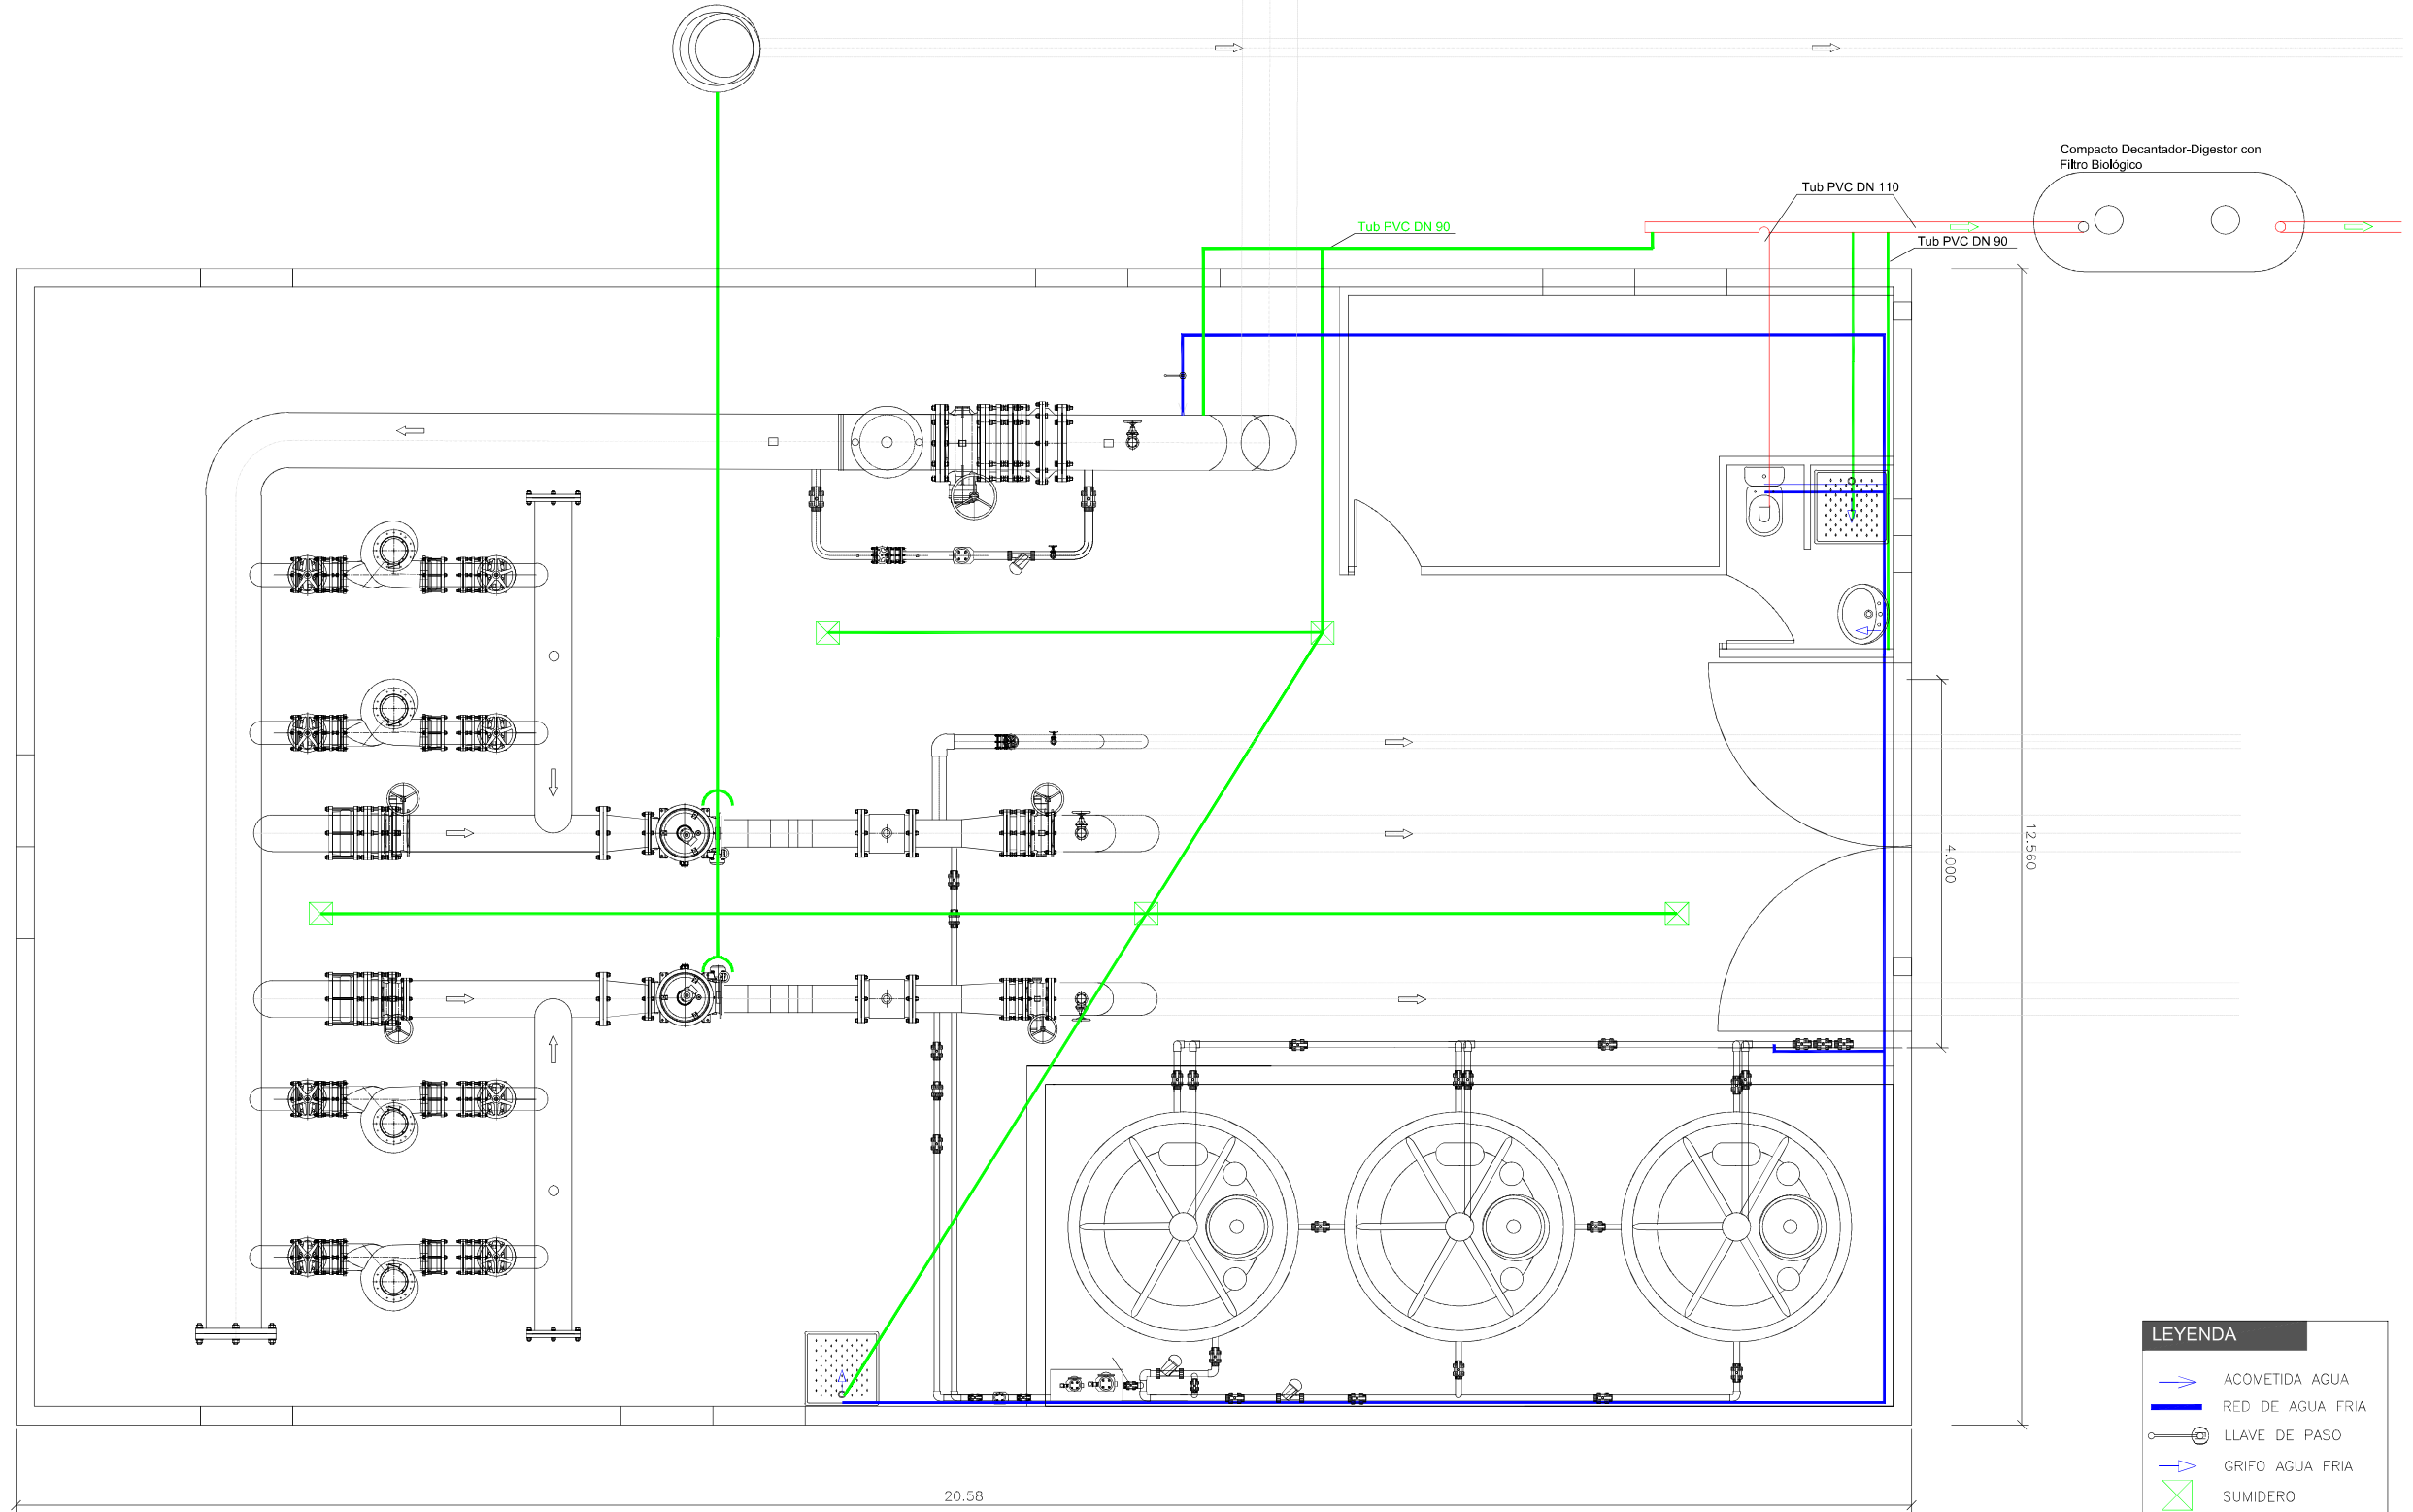 Compacto Decantador-Digestor con
Filtro Biológico
Tub PVC DN 110
Tub PVC DN 90
Tub PVC DN 90
12.560
4.000
20.58
LEYENDA
ACOMETIDA AGUA
RED DE AGUA FRIA
LLAVE DE PASO
GRIFO AGUA FRIA
SUMIDERO